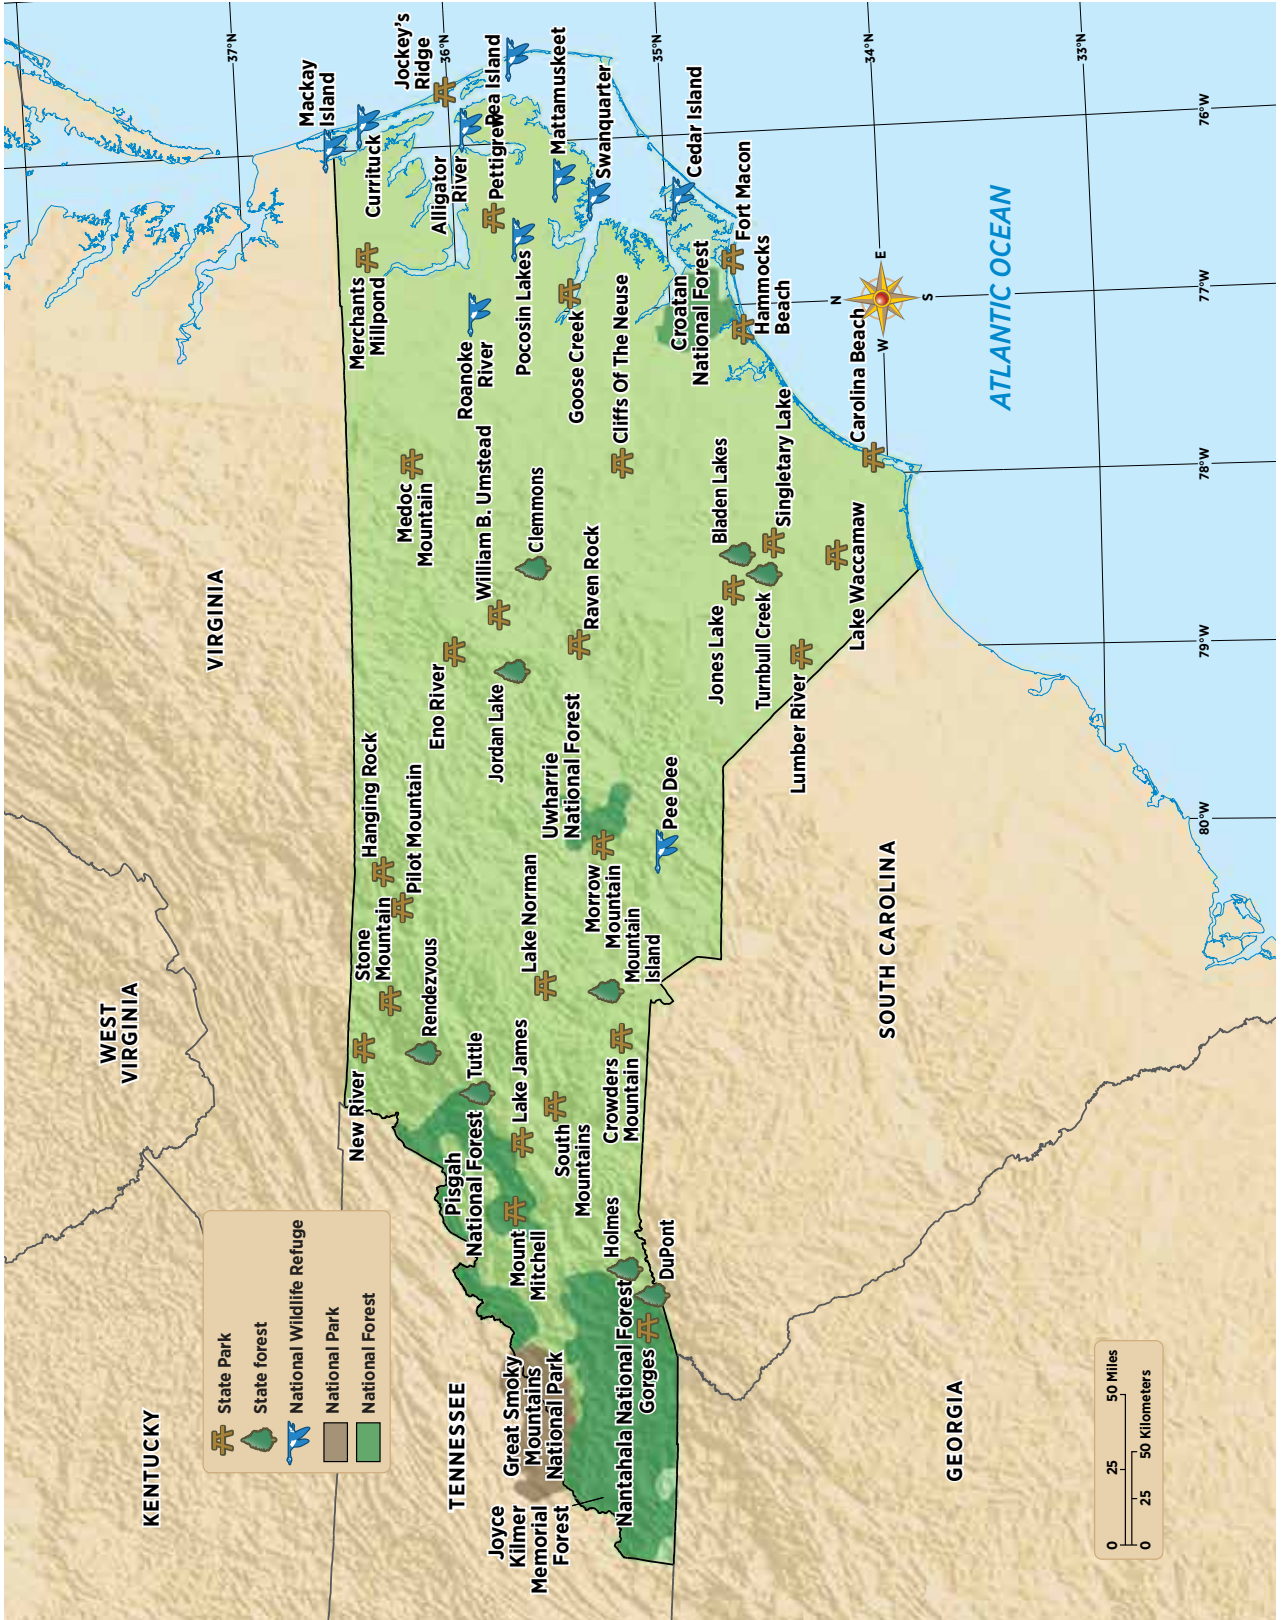 KENTUCKY
WEST
VIRGINIA
VIRGINIA
TENNESSEE
GEORGIA
SOUTH CAROLINA
ATLANTIC OCEAN
State Park
State forest
National Wildlife Refuge
National Park
National Forest
37°N
36°N
35°N
34°N
33°N
80°W
79°W
78°W
77°W
76°W
New River
Stone
Mountain
Hanging Rock
Pilot Mountain
Rendezvous
Tuttle
Pisgah
National Forest
Lake James
Mount
Mitchell
South
Mountains
Lake Norman
Crowders
Mountain
Mountain
Island
Morrow
Mountain
Uwharrie
National Forest
Pee Dee
Holmes
DuPont
Gorges
Nantahala National Forest
Great Smoky
Mountains
National Park
Joyce
Kilmer
Memorial
Forest
Eno River
Jordan Lake
William B. Umstead
Clemmons
Raven Rock
Medoc
Mountain
Merchants
Millpond
Mackay
Island
Currituck
Jockey's
Ridge
Alligator
River
Pea Island
Pettigrew
Roanoke
River
Pocosin Lakes
Mattamuskeet
Swanquarter
Goose Creek
Cliffs Of The Neuse
Cedar Island
Croatan
National Forest
Fort Macon
Hammocks
Beach
Bladen Lakes
Singletary Lake
Jones Lake
Turnbull Creek
Lumber River
Lake Waccamaw
Carolina Beach
N
E
S
W
0 25 50 Miles
0 25 50 Kilometers